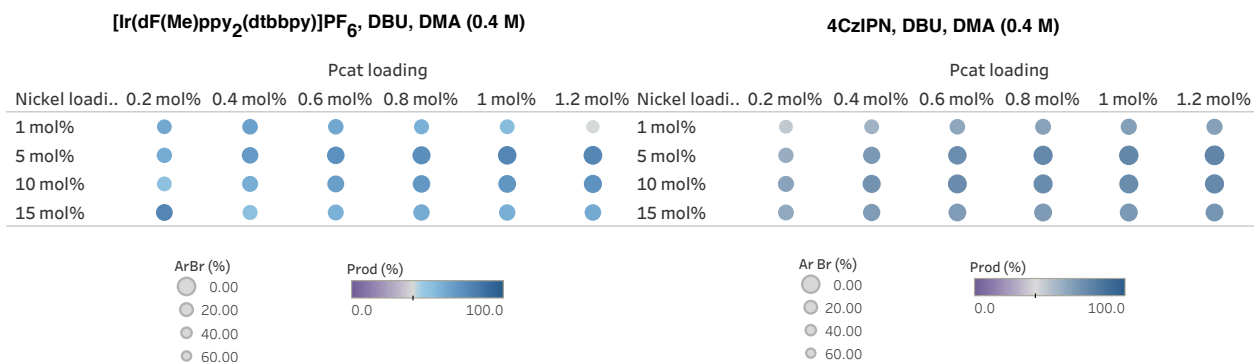 [Ir(dF(Me)ppy2(dtbbpy)]PF6, DBU, DMA (0.4 M)
Pcat loading
Nickel loadi.. 0.2 mol% 0.4 mol% 0.6 mol% 0.8 mol% 1 mol% 1.2 mol%
1 mol%
5 mol%
10 mol%
15 mol%
ArBr (%)
0.00
20.00
40.00
60.00
Prod (%)
0.0 100.0
4CzIPN, DBU, DMA (0.4 M)
Pcat loading
Nickel loadi.. 0.2 mol% 0.4 mol% 0.6 mol% 0.8 mol% 1 mol% 1.2 mol%
1 mol%
5 mol%
10 mol%
15 mol%
Ar Br (%)
0.00
20.00
40.00
60.00
Prod (%)
0.0 100.0